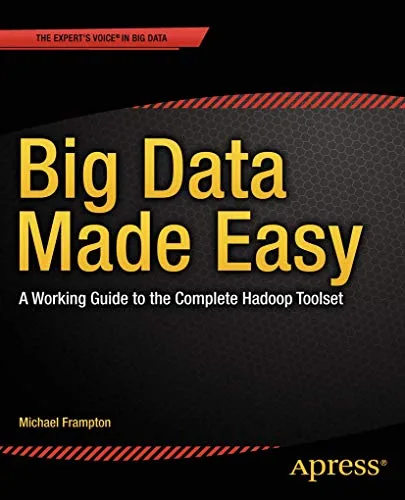 THE EXPERT'S VOICE® IN BIG DATA
Big Data
Made Easy
A Working Guide to the Complete Hadoop Toolset
Michael Frampton
Apress®